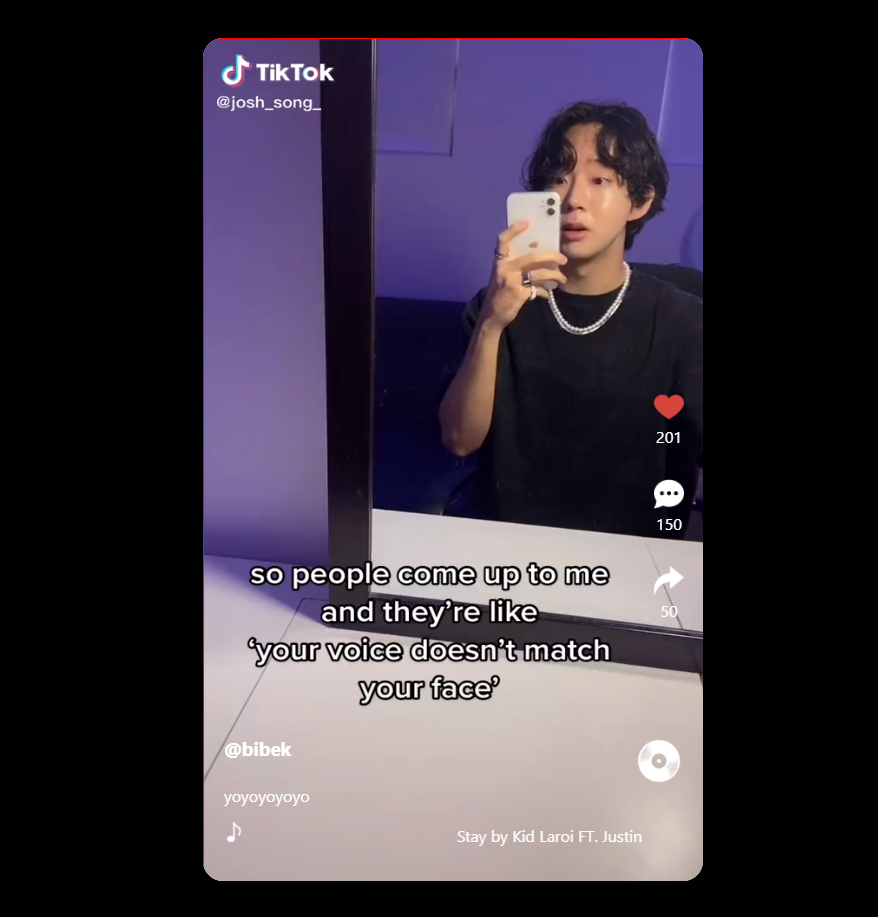 TikTok
@josh_song_
201
150
so people come up to me
and they're like
50
‘your voice doesn't match
your face’
@bibek
yoyoyoyoyo
Stay by Kid Laroi FT. Justin